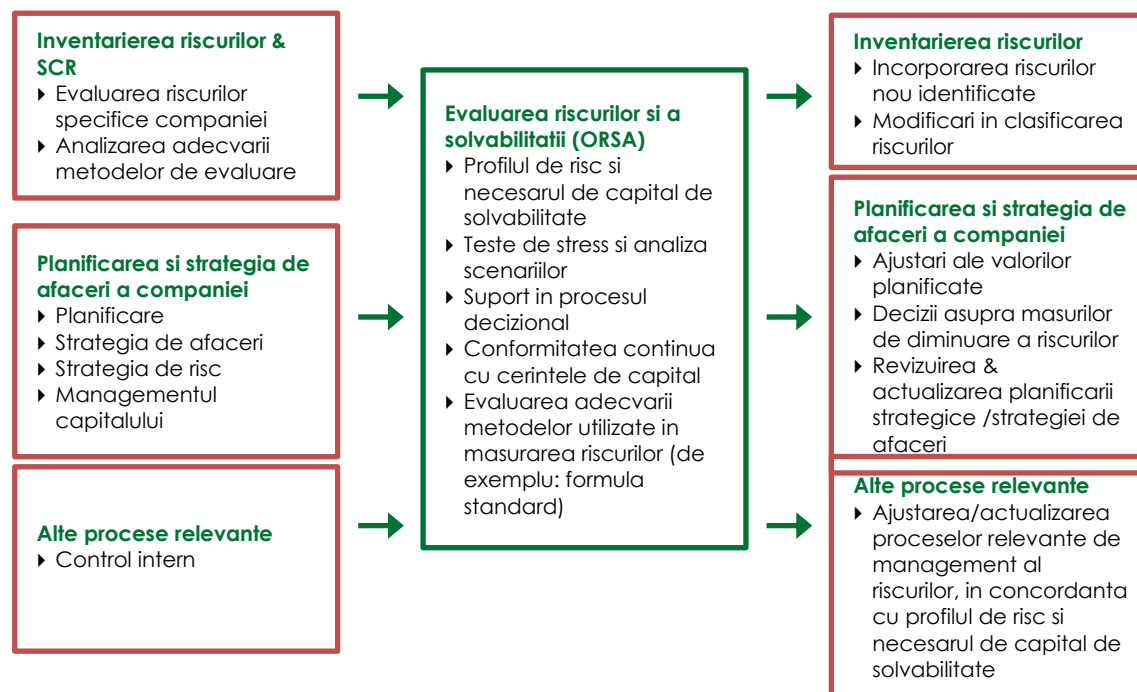 Inventarierea riscurilor &
SCR
Evaluarea riscurilor
specifice companiei
Analizarea adecvarii
metodelor de evaluare
Planificarea si strategia de
afaceri a companiei
Planificare
Strategia de afaceri
Strategia de risc
Managementul
capitalului
Alte procese relevante
Control intern
Evaluarea riscurilor si a
solvabilitatii (ORSA)
Profilul de risc si
necesarul de capital de
solvabilitate
Teste de stress si analiza
scenariilor
Suport in procesul
decizional
Conformitatea continua
cu cerintele de capital
Evaluarea adecvarii
metodelor utilizate in
masurarea riscurilor (de
exemplu: formula
standard)
Inventarierea riscurilor
Incorporarea riscurilor
nou identificate
Modificari in clasificarea
riscurilor
Planificarea si strategia de
afaceri a companiei
Ajustari ale valorilor
planificate
Decizii asupra masurilor
de diminuare a riscurilor
Revizuirea &
actualizarea planificarii
strategice /strategiei de
afaceri
Alte procese relevante
Ajustarea/actualizarea
proceselor relevante de
management al
riscurilor, in concordanta
cu profilul de risc si
necesarul de capital de
solvabilitate